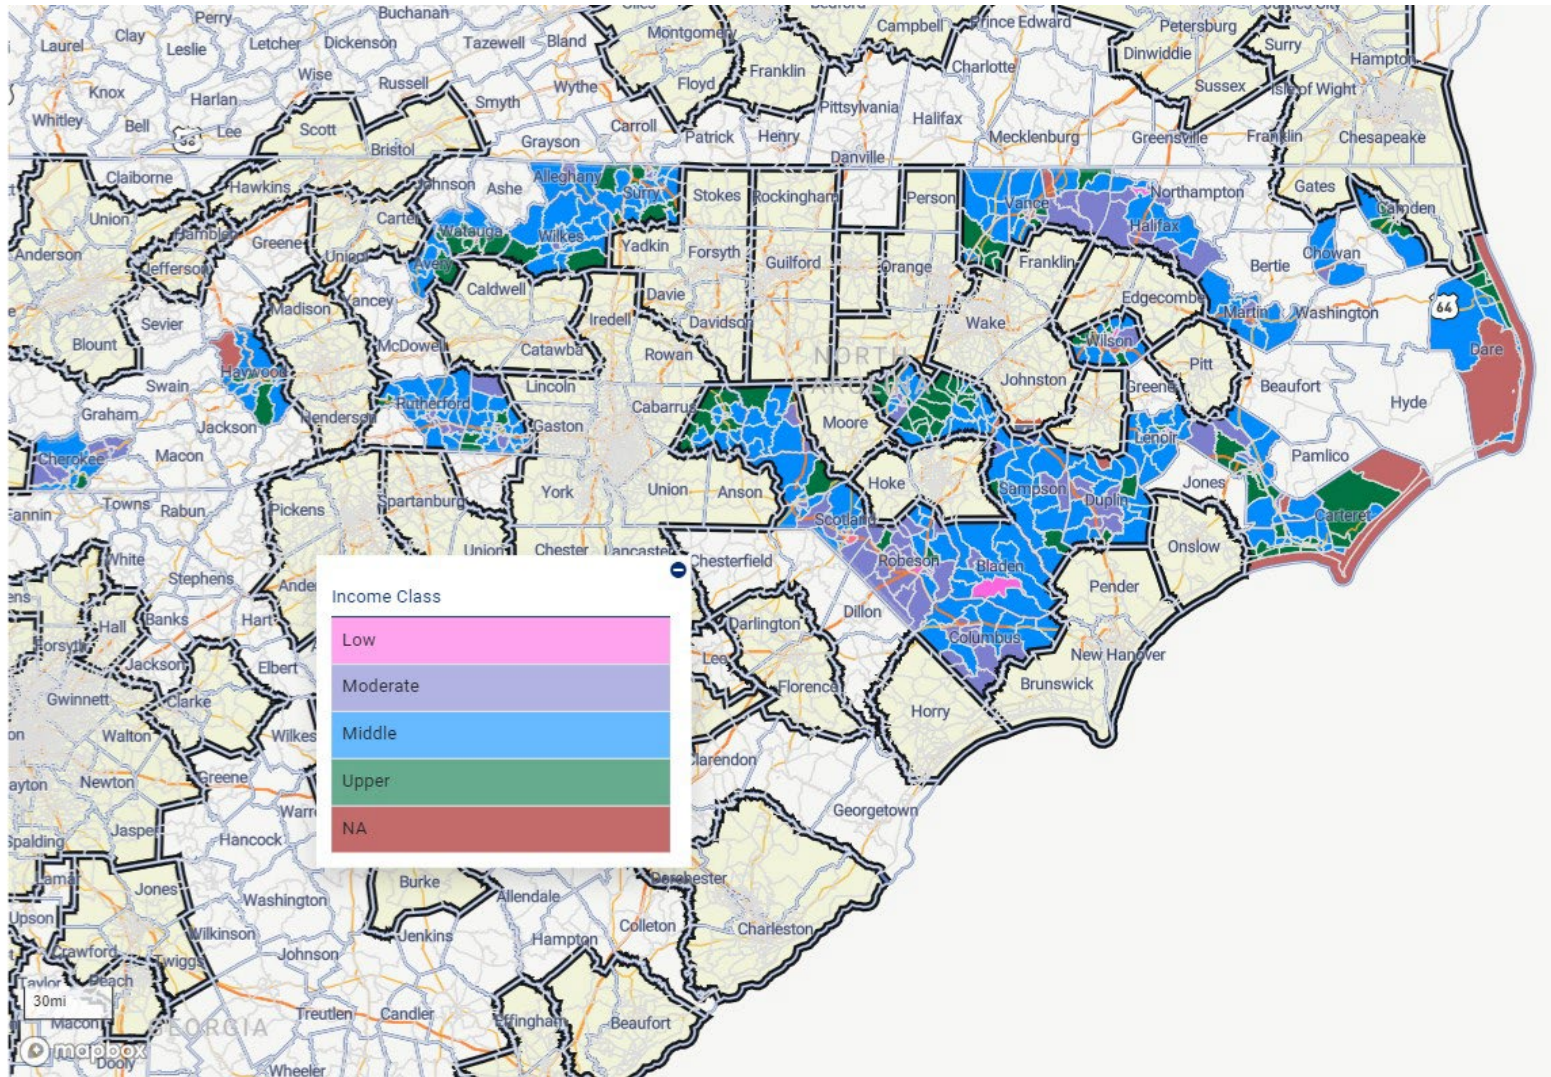 Perry
Clay
Buchanan
Giles
Bedford
Campbell
Prince Edward
Petersburg
Laurel
Leslie
Letcher
Dickenson
Tazewell
Bland
Montgomery
Dinwiddie
Surry
Hampton
Knox
Harlan
Wise
Russell
Wythe
Floyd
Franklin
Charlotte
Sussex
Isle of Wight
Whitley
Bell
Lee
Scott
Smyth
Carroll
Pittsylvania
Halifax
Bristol
Grayson
Patrick
Henry
Mecklenburg
Greensville
Franklin
Chesapeake
Danville
Claiborne
Hawkins
Johnson
Ashe
Alleghany
Surry
Stokes
Rockingham
Person
Vance
Northampton
Gates
Camden
Union
Carter
Watauga
Wilkes
Halifax
Hamblen
Greene
Unicoi
Avery
Yadkin
Forsyth
Guilford
Orange
Franklin
Bertie
Chowan
Anderson
Jefferson
Madison
Yancey
Caldwell
Davie
Edgecombe
Martin
Washington
64
Sevier
Iredell
Davidson
Wake
Blount
McDowell
Catawba
Rowan
NORTH
Wilson
Pitt
Dare
Swain
Haywood
Lincoln
Johnston
Greene
Beaufort
Graham
Henderson
Rutherford
Gaston
Cabarrus
Moore
Hyde
Jackson
Cherokee
Macon
Lenoir
Pamlico
York
Union
Anson
Hoke
Sampson
Duplin
Jones
Towns
Rabun
Pickens
Spartanburg
Scotland
Carteret
Onslow
White
Union
Chester
Lancaster
Chesterfield
Robeson
Bladen
Pender
Stephens
Hall
Banks
Hart
Income Class
Dillon
Darlington
Forsyth
Jackson
Elbert
Low
Lee
Columbus
New Hanover
Gwinnett
Clarke
Moderate
Florence
Horry
Brunswick
Walton
Wilkes
Middle
Clarendon
Newton
Greene
Upper
Georgetown
Jasper
Hancock
NA
Spalding
Lamar
Jones
Burke
Dorchester
Upson
Washington
Allendale
Colleton
Charleston
Crawford
Wilkinson
Twiggs
Johnson
Jenkins
Hampton
Taylor
Peach
30mi
Macon
GEORGIA
Treutlen
Candler
Effingham
Beaufort
mapbox
Dooly
Wheeler